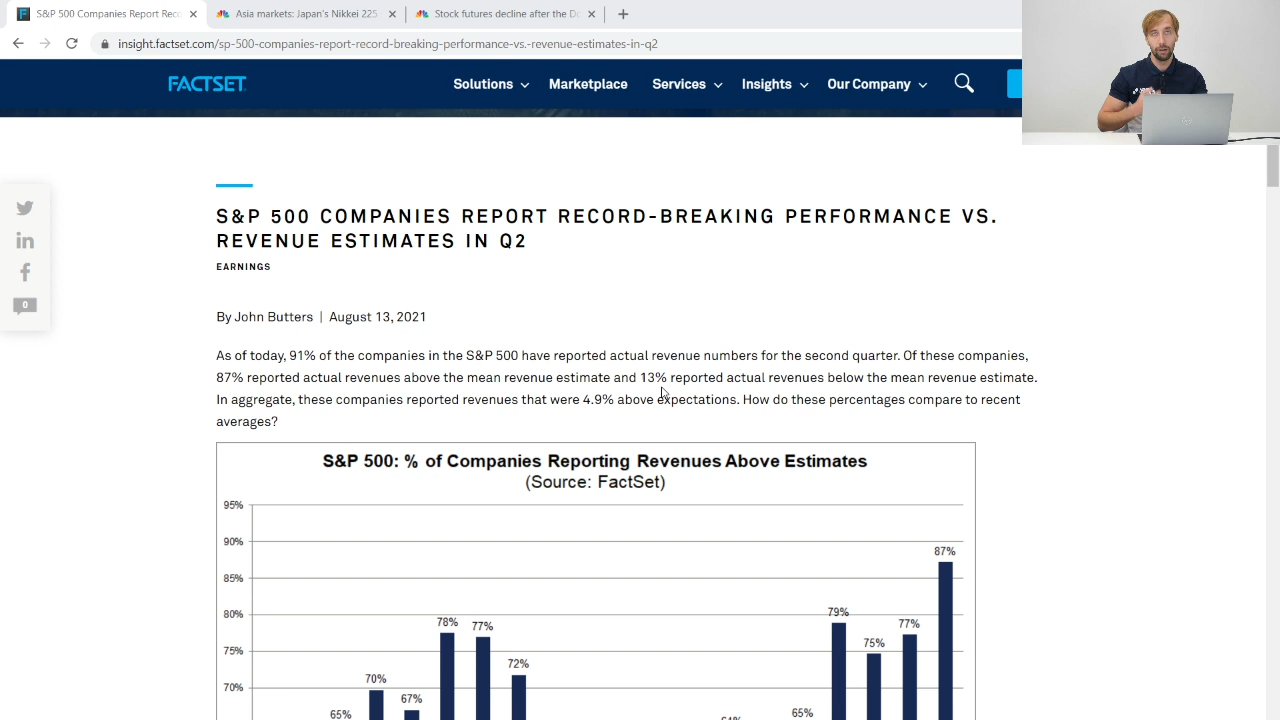 S&P 500 Companies Report Reco
Asia markets: Japan's Nikkei 225
Stock futures decline after the Do
insight.factset.com/sp-500-companies-report-record-breaking-performance-vs.-revenue-estimates-in-q2
FACTSET
Solutions
Marketplace
Services
Insights
Our Company
0
S&P 500 COMPANIES REPORT RECORD-BREAKING PERFORMANCE VS.
REVENUE ESTIMATES IN Q2
EARNINGS
By John Butters | August 13, 2021
As of today, 91% of the companies in the S&P 500 have reported actual revenue numbers for the second quarter. Of these companies,
87% reported actual revenues above the mean revenue estimate and 13% reported actual revenues below the mean revenue estimate.
In aggregate, these companies reported revenues that were 4.9% above expectations. How do these percentages compare to recent
averages?
S&P 500: % of Companies Reporting Revenues Above Estimates
(Source: FactSet)
95%
90%
87%
85%
80%
79%
78%
77%
77%
75%
75%
72%
70%
70%
67%
65%
65%